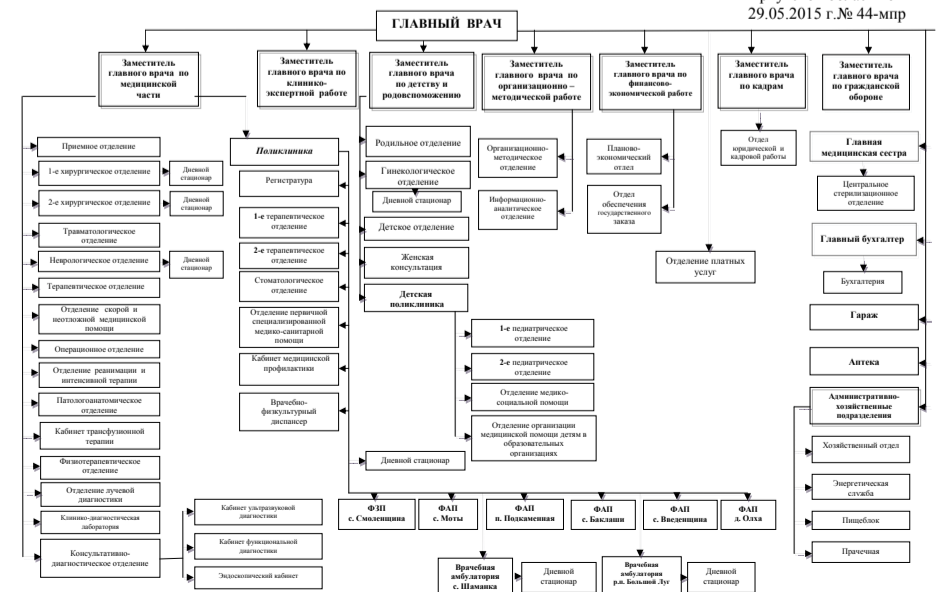 29.05.2015 г.№ 44-мпр
ГЛАВНЫЙ ВРАЧ
Заместитель
главного врача по
медицинской
части
Заместитель
главного врача по
клинико-
экспертной работе
Заместитель
главного врача
по детству и
родовспоможению
Заместитель
главного врача по
организационно –
методической работе
Заместитель
главного врача по
финансово-
экономической работе
Заместитель
главного врача
по кадрам
Заместитель
главного врача
по гражданской
обороне
Приемное отделение
1-е хирургическое отделение
Дневной
стационар
2-е хирургическое отделение
Дневной
стационар
Травматологическое
отделение
Неврологическое отделение
Дневной
стационар
Терапевтическое отделение
Отделение скорой и
неотложной медицинской
помощи
Операционное отделение
Отделение реанимации и
интенсивной терапии
Патологоанатомическое
отделение
Кабинет трансфузионной
терапии
Физиотерапевтическое
отделение
Отделение лучевой
диагностики
Клинико-диагностическая
лаборатория
Консультативно-
диагностическое отделение
Кабинет ультразвуковой
диагностики
Кабинет функциональной
диагностики
Эндоскопический кабинет
Поликлиника
Регистратура
1-е терапевтическое
отделение
2-е терапевтическое
отделение
Стоматологическое
отделение
Отделение первичной
специализированной
медико-санитарной
помощи
Кабинет медицинской
профилактики
Врачебно-
физкультурный
диспансер
Родильное отделение
Гинекологическое
отделение
Дневной стационар
Детское отделение
Женская
консультация
Детская
поликлиника
1-е педиатрическое
отделение
2-е педиатрическое
отделение
Отделение медико-
социальной помощи
Отделение организации
медицинской помощи детям в
образовательных
организациях
Дневной стационар
Организационно-
методическое
отделение
Информационно-
аналитическое
отделение
Планово-
экономический
отдел
Отдел
обеспечения
государственного
заказа
Отдел
юридической и
кадровой работы
Отделение платных
услуг
Главная
медицинская сестра
Центральное
стерилизационное
отделение
Главный бухгалтер
Бухгалтерия
Гараж
Аптека
Административно-
хозяйственные
подразделения
Хозяйственный отдел
Энергетическая
служба
Пищеблок
Прачечная
ФЗП
с. Смоленщина
ФАП
с. Моты
ФАП
п. Подкаменная
ФАП
с. Баклаши
ФАП
с. Введенщина
ФАП
д. Олха
Врачебная
амбулатория
с. Шаманка
Дневной
стационар
Врачебная
амбулатория
р.п. Большой Луг
Дневной
стационар